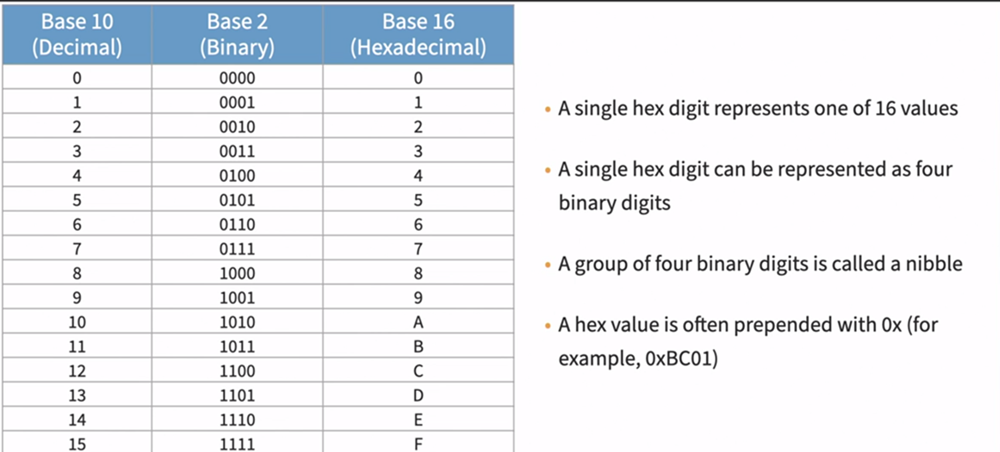 Base 10 Base 2 Base 16
(Decimal) (Binary) (Hexadecimal)
0 0000 0
1 0001 1
2 0010 2
3 0011 3
4 0100 4
5 0101 5
6 0110 6
7 0111 7
8 1000 8
9 1001 9
10 1010 A
11 1011 B
12 1100 C
13 1101 D
14 1110 E
15 1111 F
• A single hex digit represents one of 16 values
• A single hex digit can be represented as four
binary digits
• A group of four binary digits is called a nibble
• A hex value is often prepended with 0x (for
example, 0xBC01)